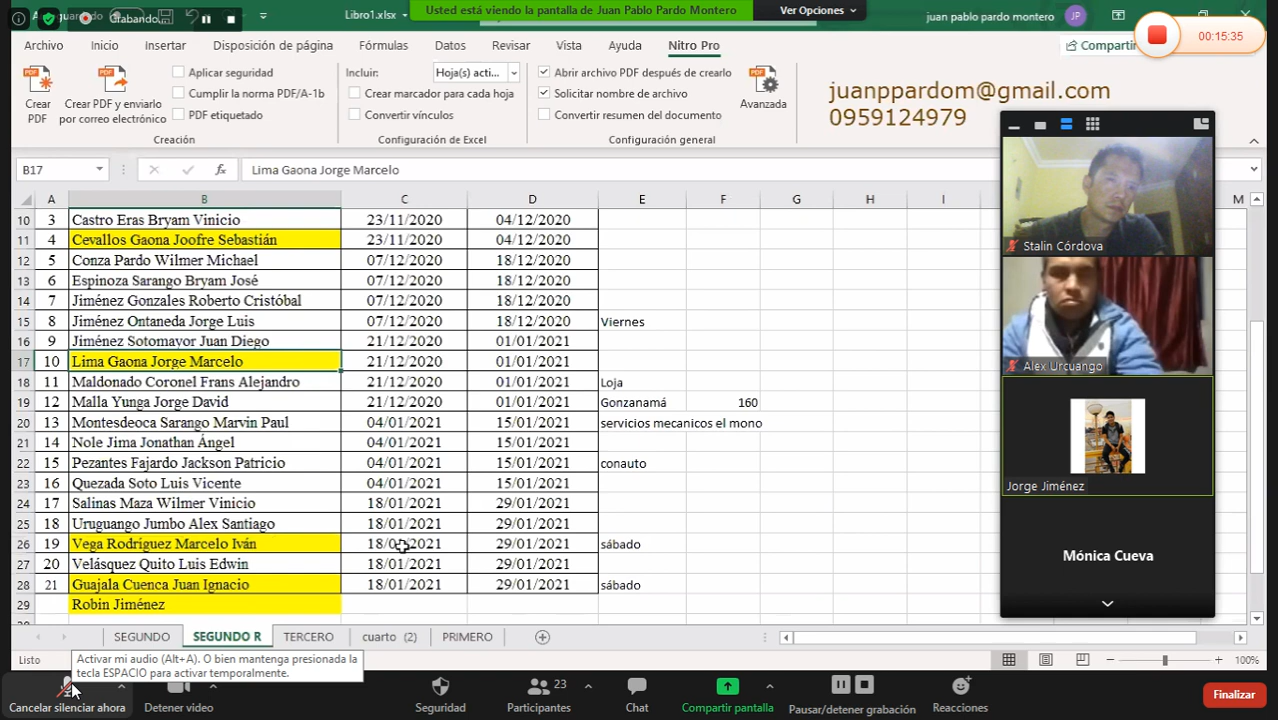 Grabando...
Libro1.xlsx
Usted está viendo la pantalla de Juan Pablo Pardo Montero
Ver Opciones
juan pablo pardo montero
JP
00:15:35
Archivo Inicio Insertar Disposición de página Fórmulas Datos Revisar Vista Ayuda Nitro Pro
Crear PDF
Crear PDF y enviarlo por correo electrónico
Aplicar seguridad
Cumplir la norma PDF/A-1b
PDF etiquetado
Creación
Incluir: Hoja(s) acti...
Crear marcador para cada hoja
Convertir vínculos
Configuración de Excel
Abrir archivo PDF después de crearlo
Solicitar nombre de archivo
Convertir resumen del documento
Configuración general
Avanzada
juanppardom@gmail.com
0959124979
B17 fx Lima Gaona Jorge Marcelo
A B C D E F G H I M
10 3 Castro Eras Bryam Vinicio 23/11/2020 04/12/2020
11 4 Cevallos Gaona Joofre Sebastián 23/11/2020 04/12/2020
12 5 Conza Pardo Wilmer Michael 07/12/2020 18/12/2020
13 6 Espinoza Sarango Bryam José 07/12/2020 18/12/2020
14 7 Jiménez Gonzales Roberto Cristóbal 07/12/2020 18/12/2020
15 8 Jiménez Ontaneda Jorge Luis 07/12/2020 18/12/2020 Viernes
16 9 Jiménez Sotomayor Juan Diego 21/12/2020 01/01/2021
17 10 Lima Gaona Jorge Marcelo 21/12/2020 01/01/2021
18 11 Maldonado Coronel Frans Alejandro 21/12/2020 01/01/2021 Loja
19 12 Malla Yunga Jorge David 21/12/2020 01/01/2021 Gonzanamá 160
20 13 Montesdeoca Sarango Marvin Paul 04/01/2021 15/01/2021 servicios mecanicos el mono
21 14 Nole Jima Jonathan Ángel 04/01/2021 15/01/2021
22 15 Pezantes Fajardo Jackson Patricio 04/01/2021 15/01/2021 conauto
23 16 Quezada Soto Luis Vicente 04/01/2021 15/01/2021
24 17 Salinas Maza Wilmer Vinicio 18/01/2021 29/01/2021
25 18 Uruguango Jumbo Alex Santiago 18/01/2021 29/01/2021
26 19 Vega Rodríguez Marcelo Iván 18/01/2021 29/01/2021 sábado
27 20 Velásquez Quito Luis Edwin 18/01/2021 29/01/2021
28 21 Guajala Cuenca Juan Ignacio 18/01/2021 29/01/2021 sábado
29 Robin Jiménez
Stalin Córdova
Alex Urcuango
Jorge Jiménez
Mónica Cueva
SEGUNDO SEGUNDO R TERCERO cuarto (2) PRIMERO
Listo
100%
Activar mi audio (Alt+A). O bien mantenga presionada la
tecla ESPACIO para activar temporalmente.
Cancelar silenciar ahora
Detener video
Seguridad
23
Participantes
Chat
Compartir pantalla
Pausar/detener grabación
Reacciones
Finalizar